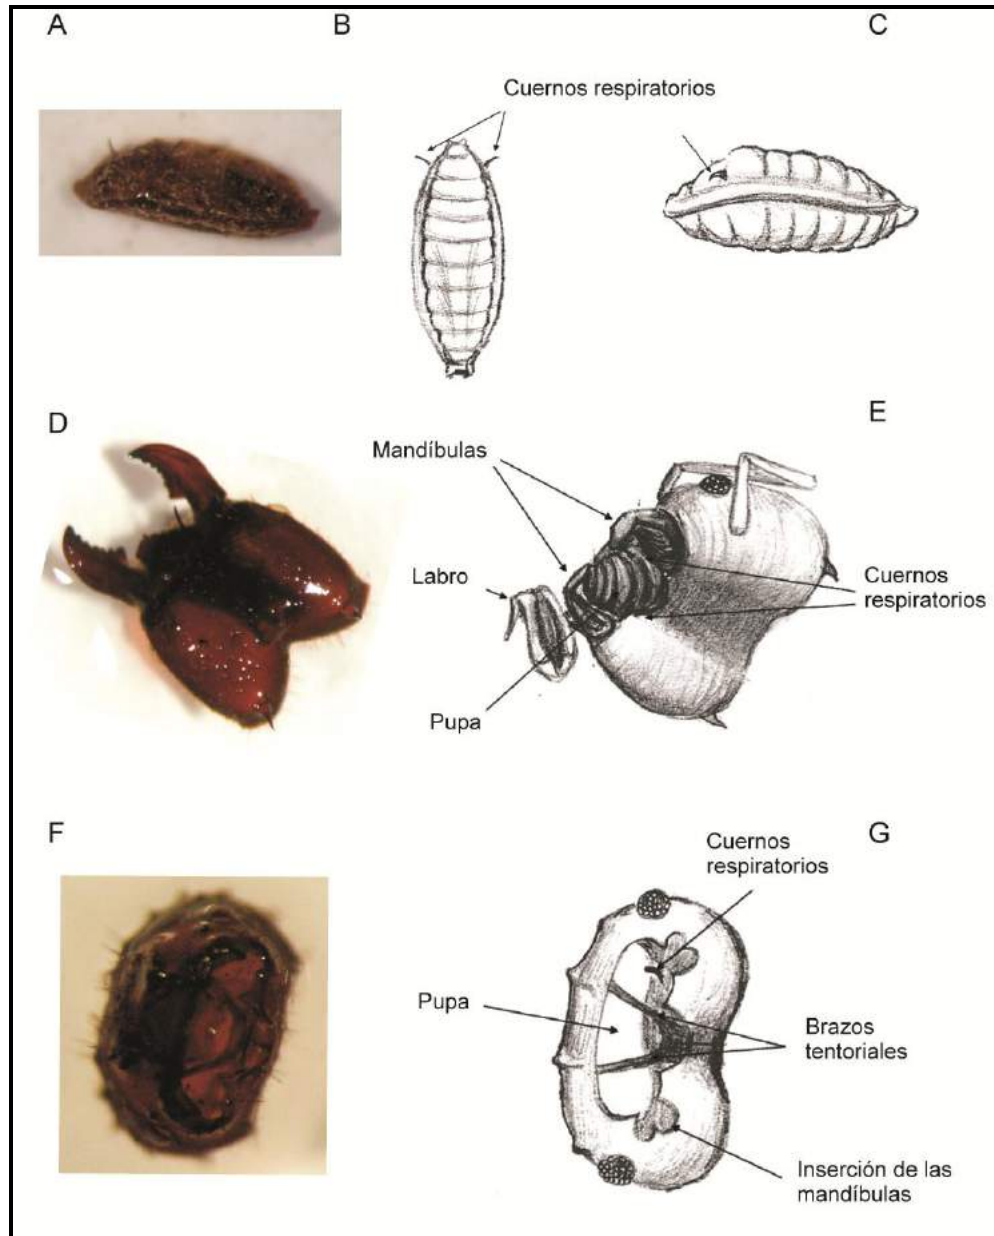 A
B
C
Cuernos respiratorios
D
E
Mandíbulas
Labro
Cuernos
respiratorios
Pupa
F
G
Cuernos
respiratorios
Pupa
Brazos
tentoriales
Inserción de las
mandíbulas